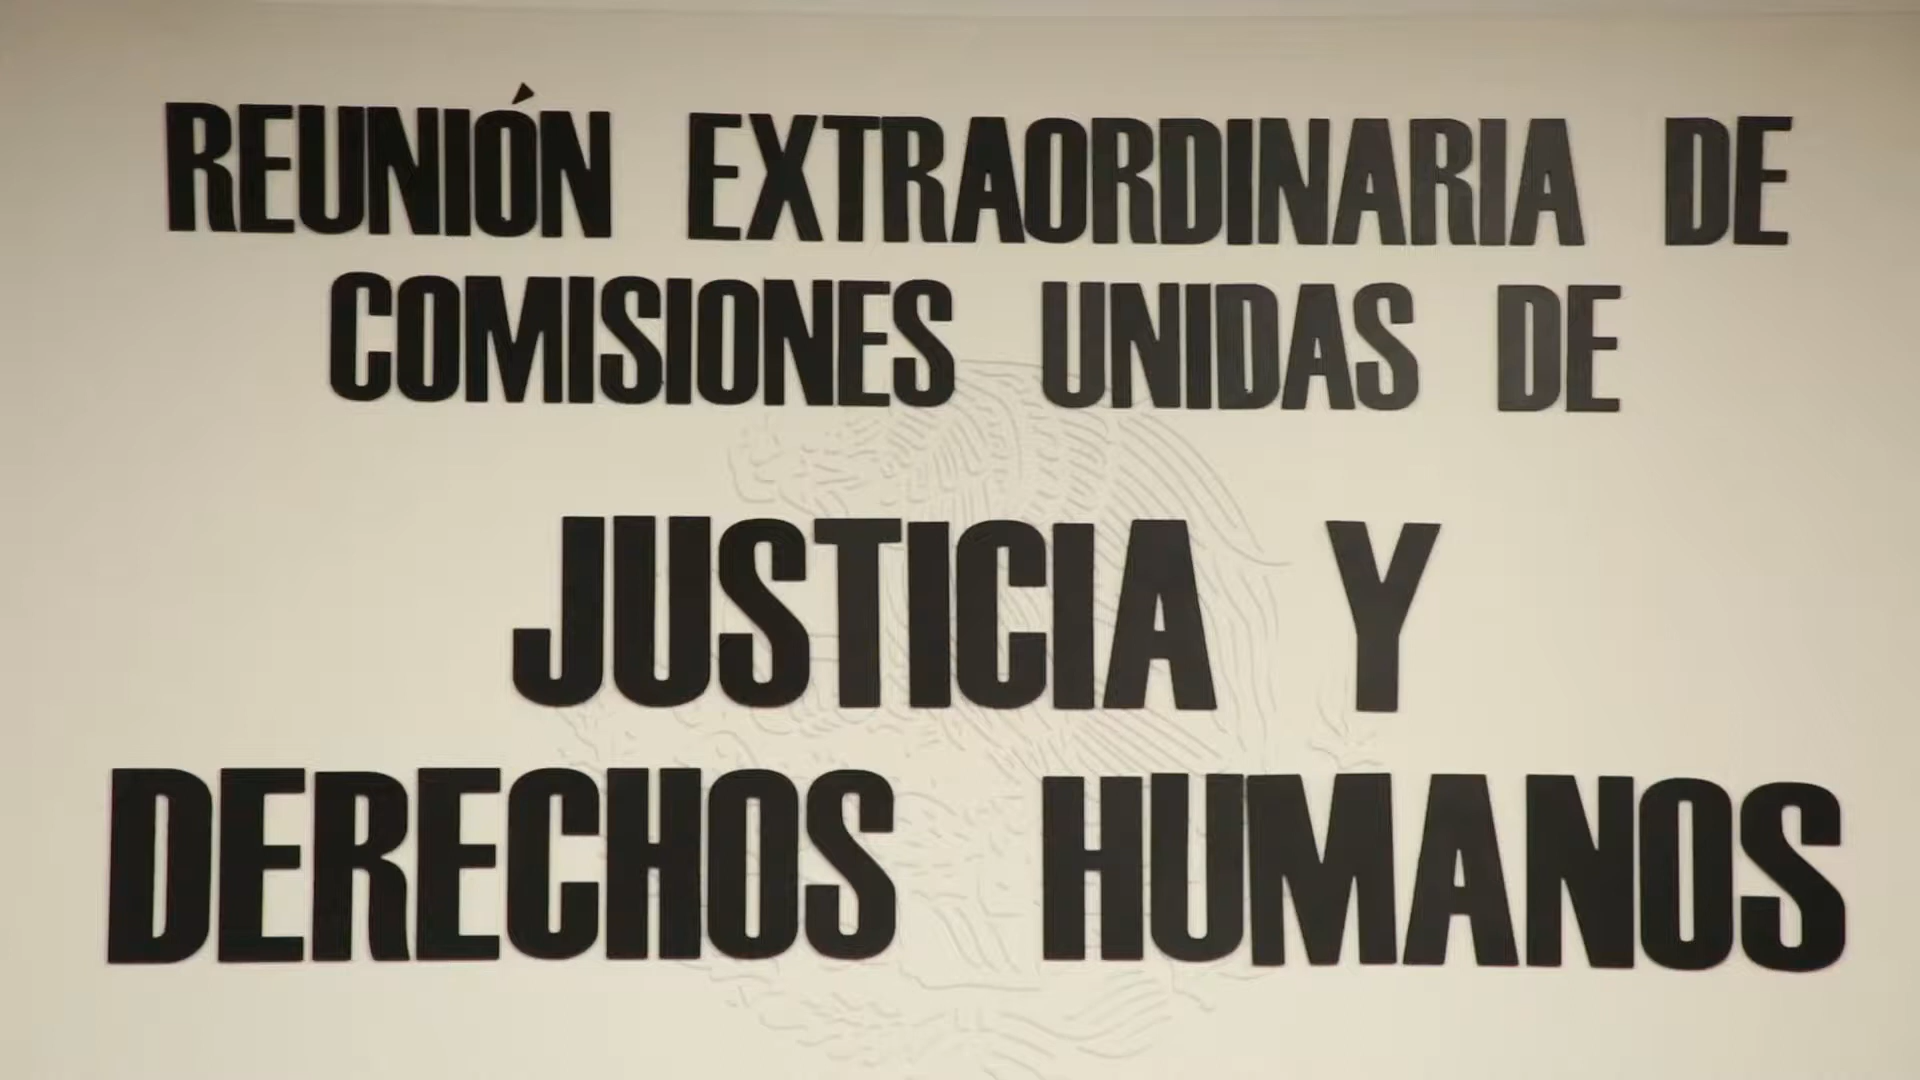 REUNIÓN EXTRAORDINARIA DE
COMISIONES UNIDAS DE
JUSTICIA Y
DERECHOS HUMANOS